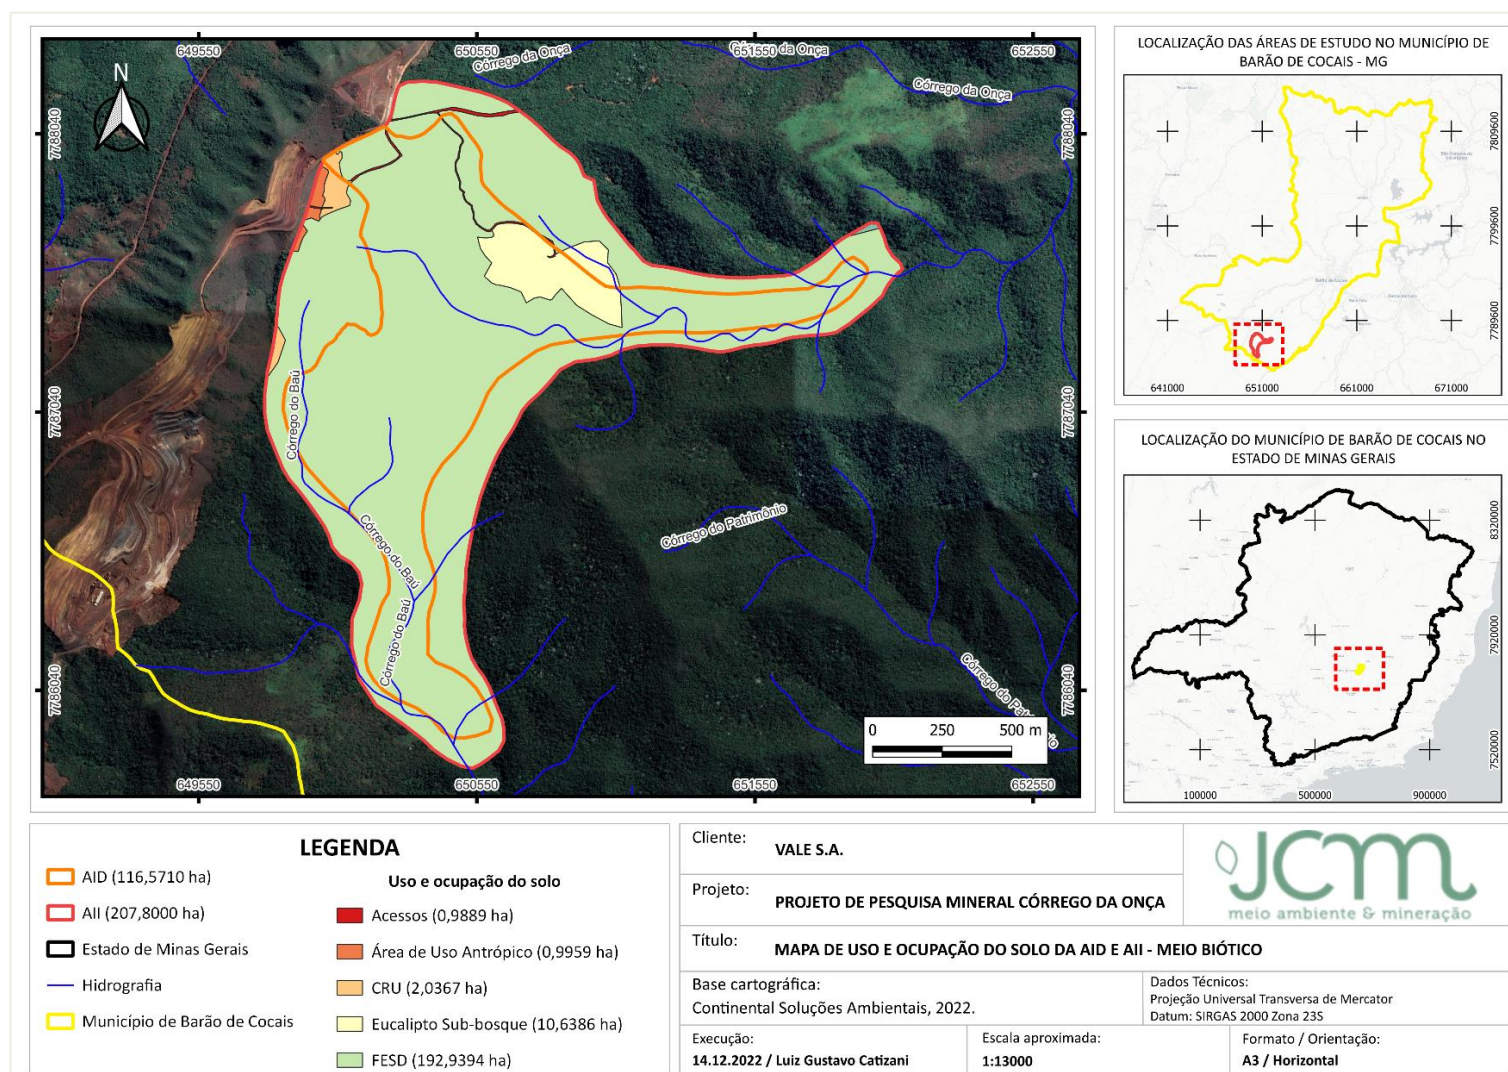 649550
650550
651550
652550
Córrego da Onça
Córrego da Onça
Córrego da Onça
N
7788040
7788040
7787040
7787040
7786040
7786040
Córrego do Baú
Córrego do Baú
Córrego do Baú
Córrego do Patrimônio
Córrego do Patrimônio
0 250 500 m
649550
650550
651550
652550
LOCALIZAÇÃO DAS ÁREAS DE ESTUDO NO MUNICÍPIO DE
BARÃO DE COCAIS - MG
7809600
7799600
7789600
641000
651000
661000
671000
LOCALIZAÇÃO DO MUNICÍPIO DE BARÃO DE COCAIS NO
ESTADO DE MINAS GERAIS
8320000
7920000
7520000
100000
500000
900000
LEGENDA
AID (116,5710 ha)
AII (207,8000 ha)
Estado de Minas Gerais
Hidrografia
Município de Barão de Cocais
Uso e ocupação do solo
Acessos (0,9889 ha)
Área de Uso Antrópico (0,9959 ha)
CRU (2,0367 ha)
Eucalipto Sub-bosque (10,6386 ha)
FESD (192,9394 ha)
Cliente: VALE S.A.
Projeto: PROJETO DE PESQUISA MINERAL CÓRREGO DA ONÇA
JCM
meio ambiente & mineração
Título: MAPA DE USO E OCUPAÇÃO DO SOLO DA AID E AII - MEIO BIÓTICO
Base cartográfica:
Continental Soluções Ambientais, 2022.
Dados Técnicos:
Projeção Universal Transversa de Mercator
Datum: SIRGAS 2000 Zona 23S
Execução:
14.12.2022 / Luiz Gustavo Catizani
Escala aproximada:
1:13000
Formato / Orientação:
A3 / Horizontal